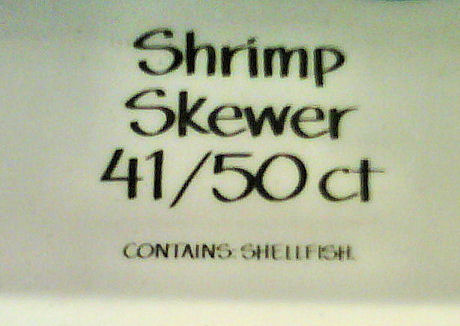 Shrimp
Skewer
41/50 ct
CONTAINS: SHELLFISH.